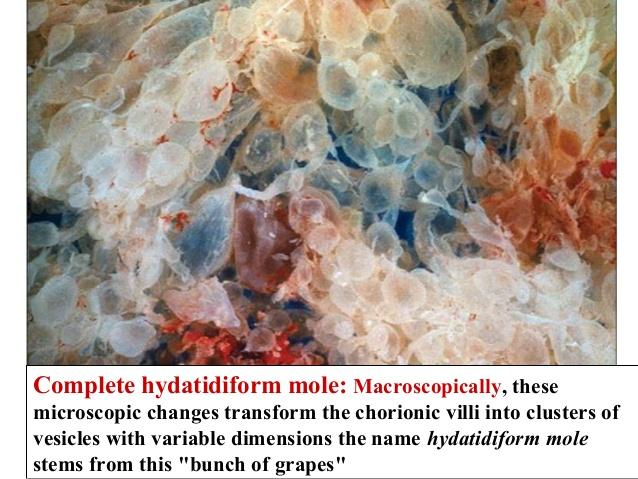 Complete hydatidiform mole: Macroscopically, these
microscopic changes transform the chorionic villi into clusters of
vesicles with variable dimensions the name hydatidiform mole
stems from this "bunch of grapes"